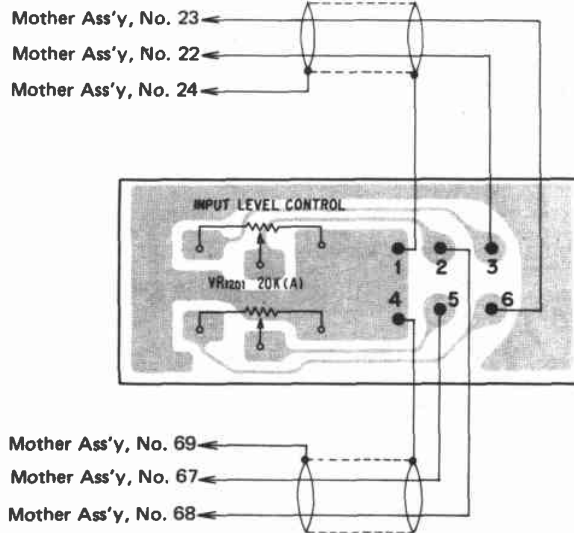 Mother Ass'y, No. 23
Mother Ass'y, No. 22
Mother Ass'y, No. 24
INPUT LEVEL CONTROL
VR1201 20K(A)
1
2
3
4
5
6
Mother Ass'y, No. 69
Mother Ass'y, No. 67
Mother Ass'y, No. 68